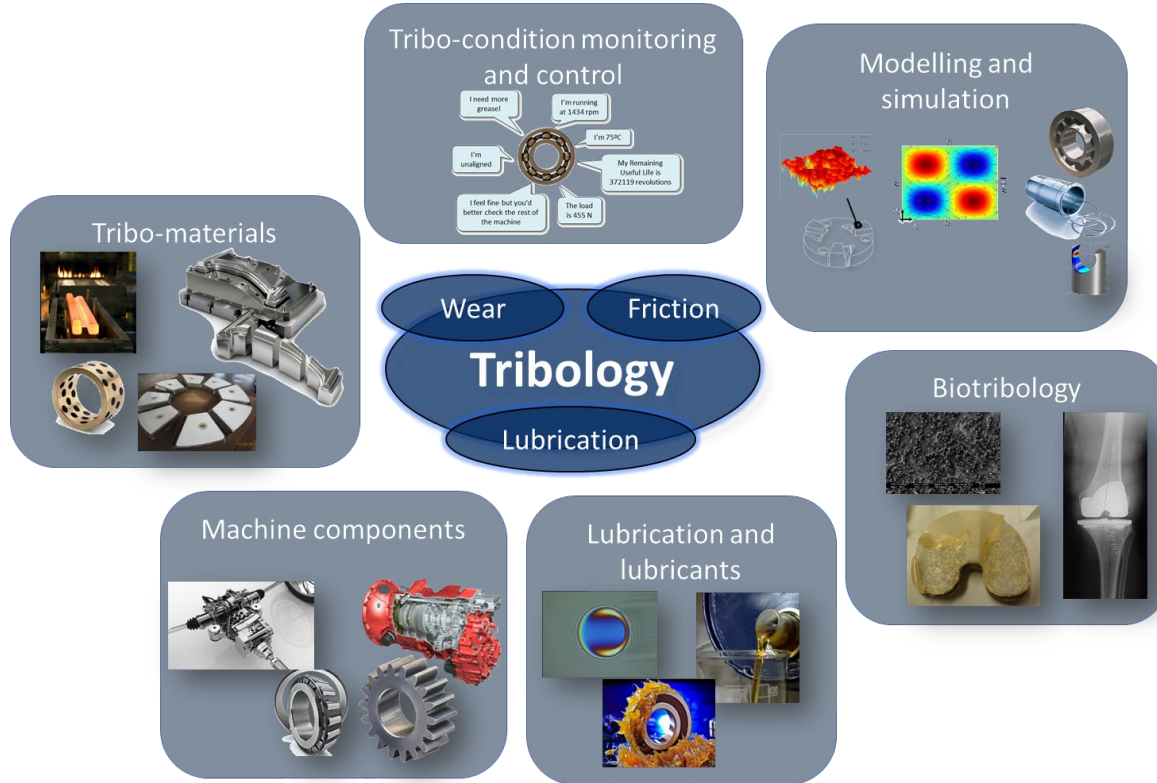 Tribo-condition monitoring
and control
I need more
grease!
I'm running
at 1434 rpm
I'm 75ºC
I'm
unaligned
My Remaining
Useful Life is
372119 revolutions
I feel fine but you'd
better check the rest of
the machine
The load
is 455 N
Modelling and
simulation
Tribo-materials
Wear
Friction
Tribology
Lubrication
Biotribology
Machine components
Lubrication and
lubricants